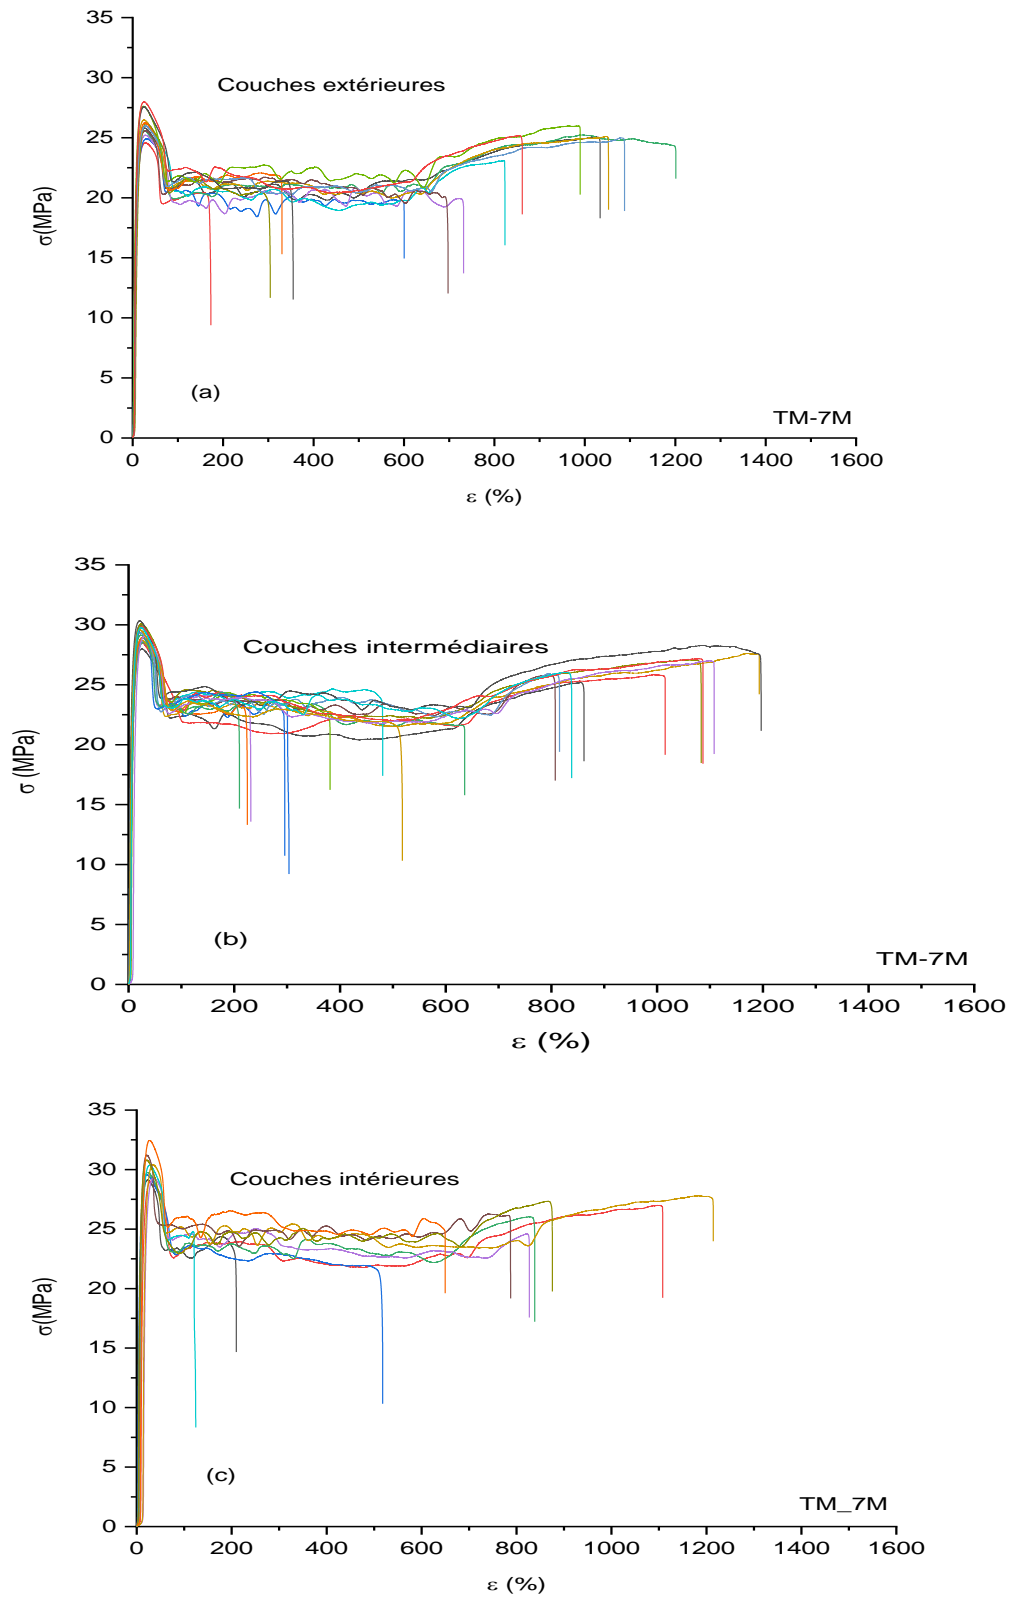 35
30
25
20
15
10
5
0
σ(MPa)
Couches extérieures
(a)
TM-7M
0 200 400 600 800 1000 1200 1400 1600
ε (%)
35
30
25
20
15
10
5
0
σ (MPa)
Couches intermédiaires
(b)
TM-7M
0 200 400 600 800 1000 1200 1400 1600
ε (%)
35
30
25
20
15
10
5
0
σ(MPa)
Couches intérieures
(c)
TM_7M
0 200 400 600 800 1000 1200 1400 1600
ε (%)